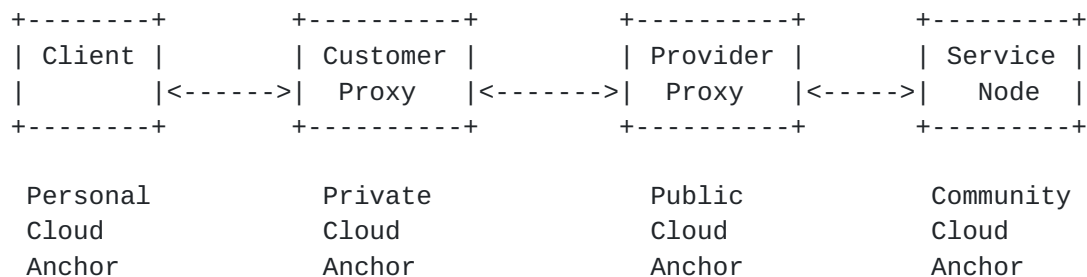 +--------+ +----------+ +----------+ +---------+
| Client | | Customer | | Provider | | Service |
| |<------>| Proxy |<------->| Proxy |<----->| Node |
+--------+ +----------+ +----------+ +---------+
Personal Private Public Community
Cloud Cloud Cloud Cloud
Anchor Anchor Anchor Anchor